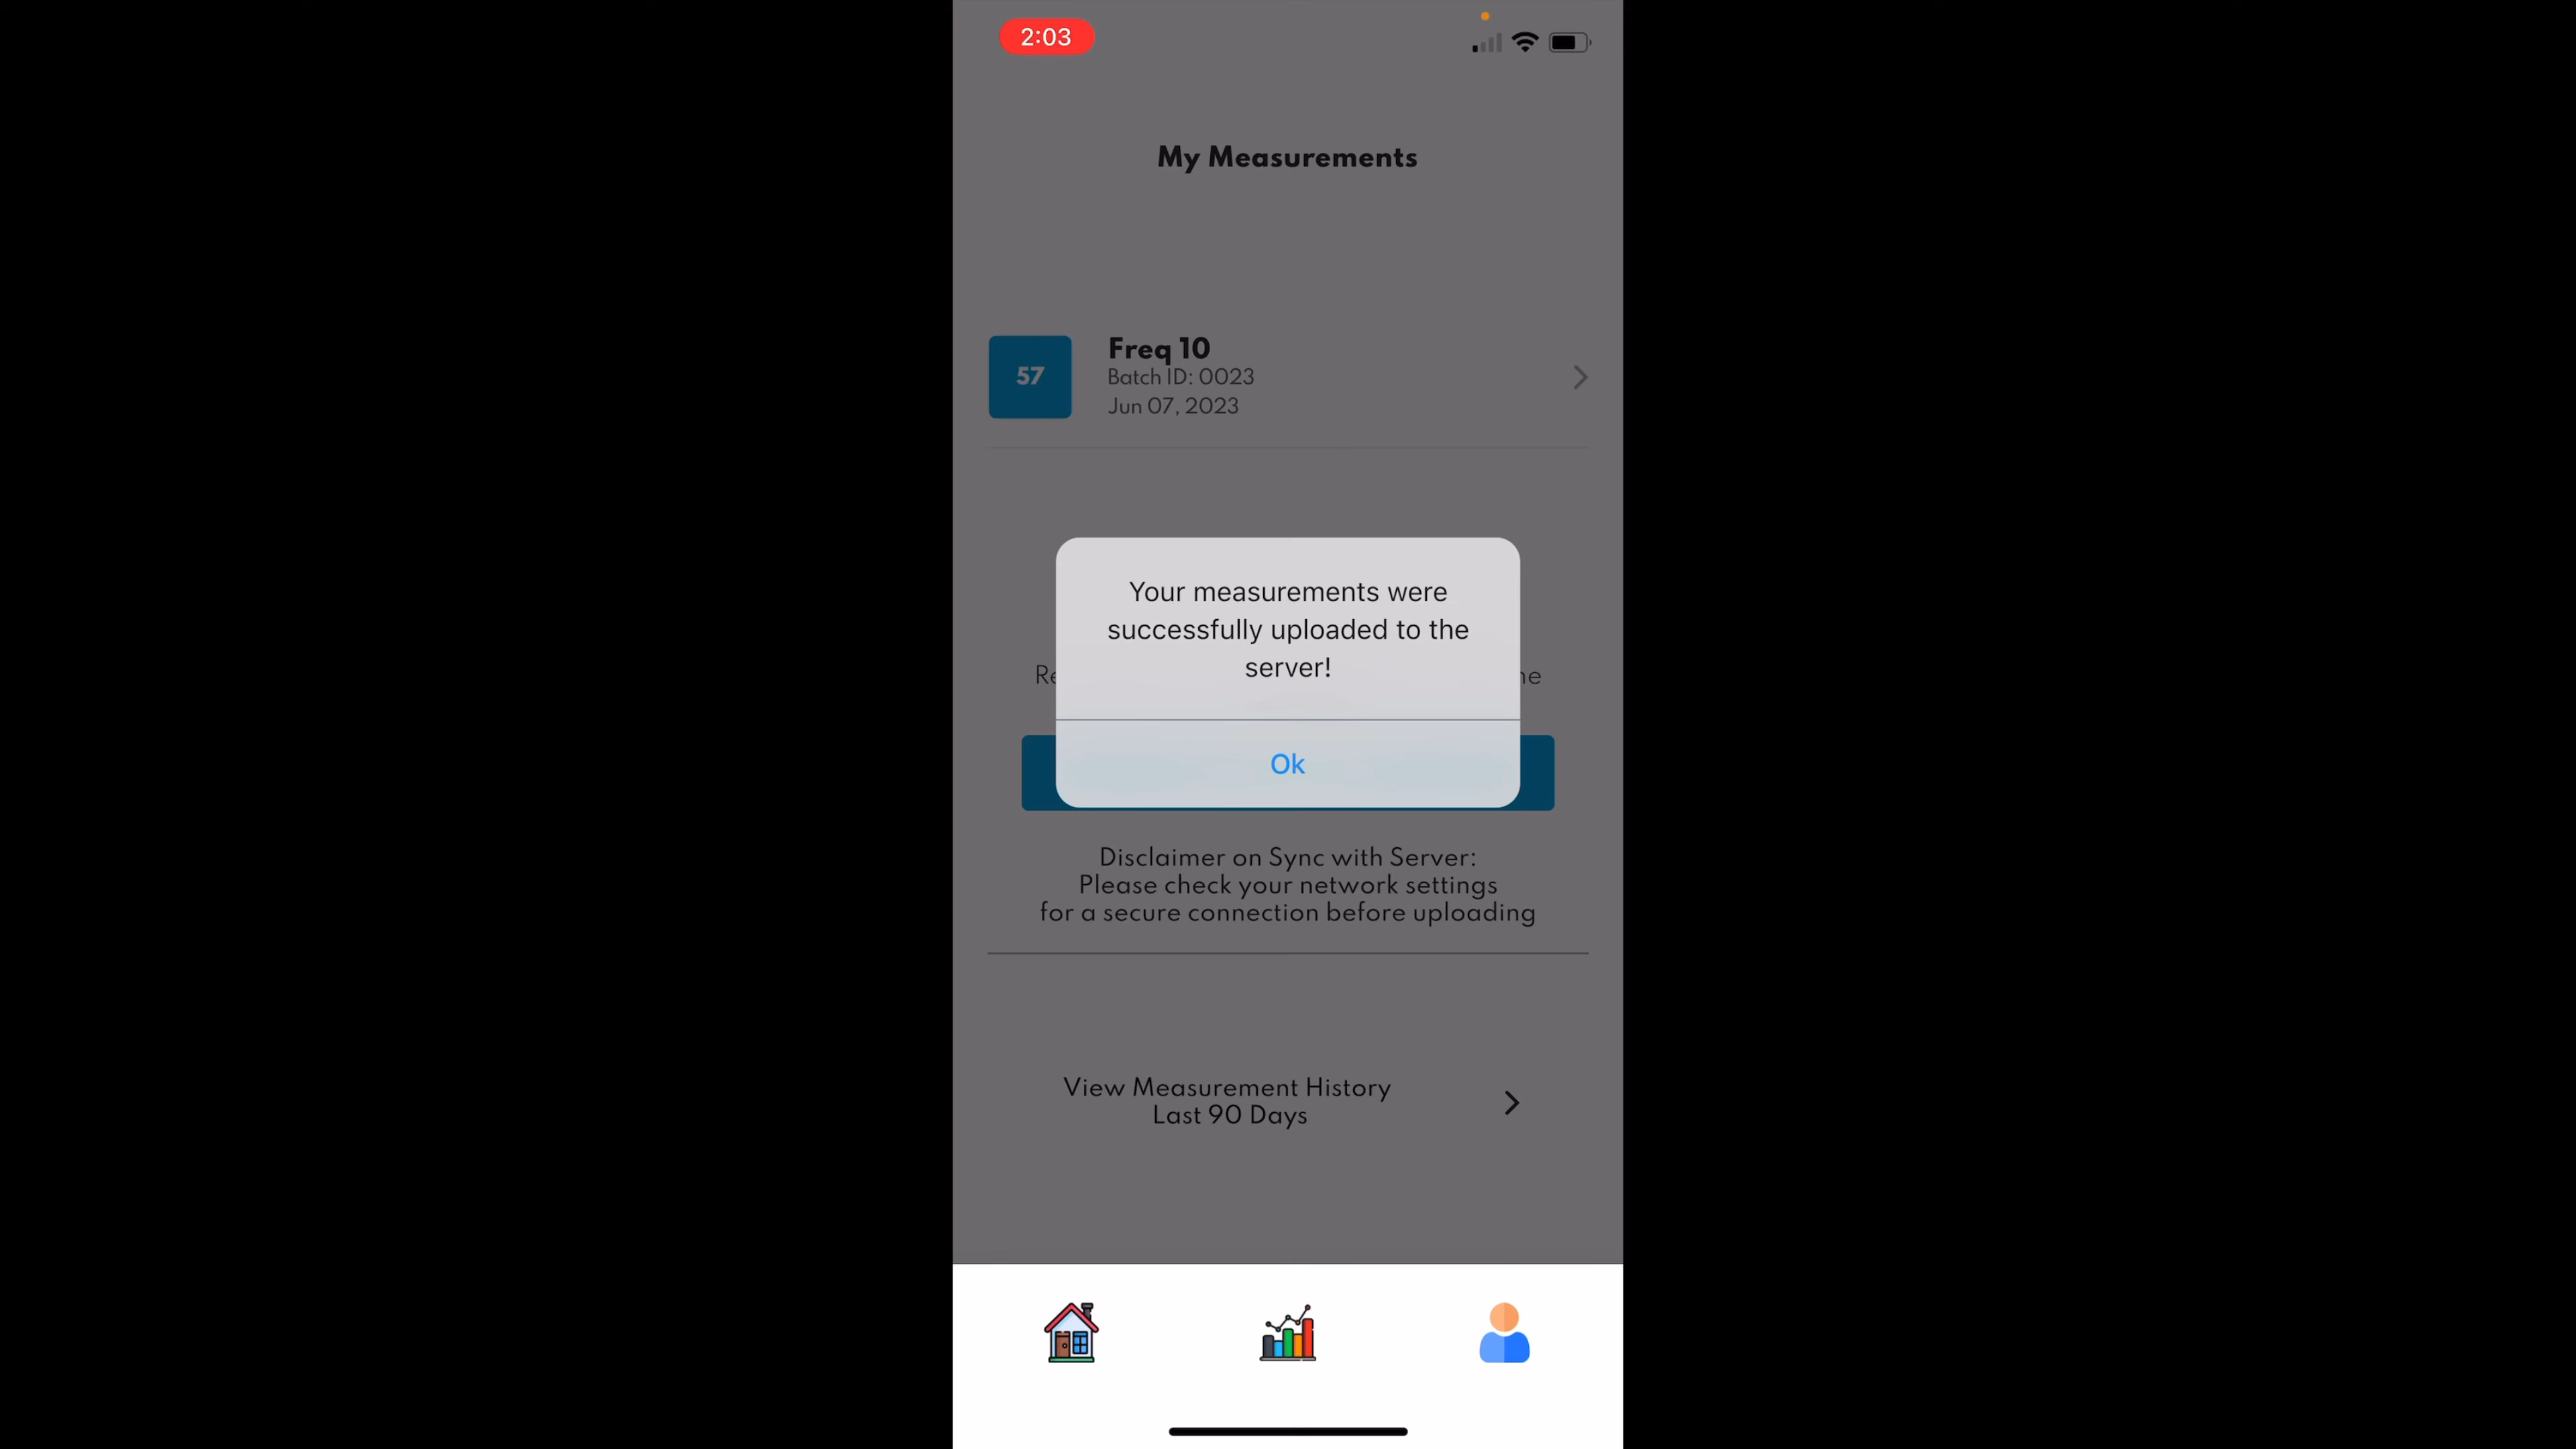 2:03
My Measurements
57
Freq 10
Batch ID: 0023
Jun 07, 2023
Your measurements were
successfully uploaded to the
server!
Ok
Disclaimer on Sync with Server:
Please check your network settings
for a secure connection before uploading
View Measurement History
Last 90 Days